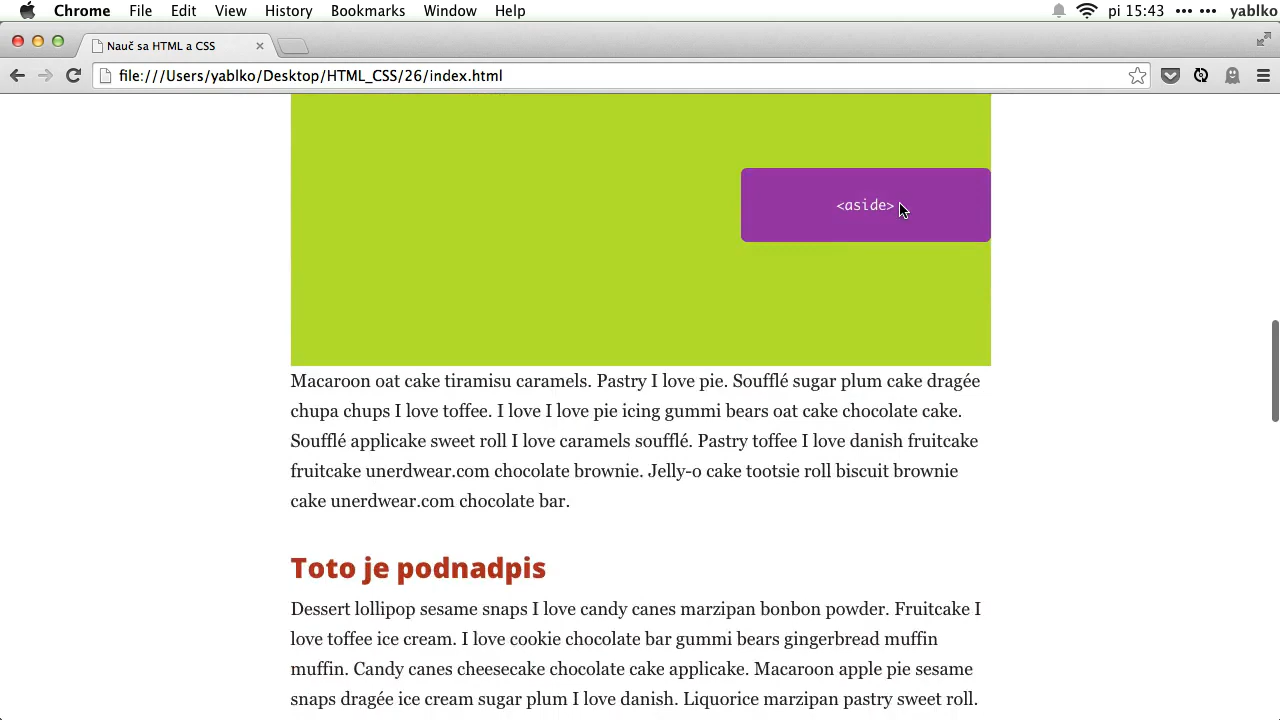 Chrome File Edit View History Bookmarks Window Help pi 15:43 yablko
Nauč sa HTML a CSS
file:///Users/yablko/Desktop/HTML_CSS/26/index.html
<aside>
Macaroon oat cake tiramisu caramels. Pastry I love pie. Soufflé sugar plum cake dragée
chupa chups I love toffee. I love I love pie icing gummi bears oat cake chocolate cake.
Soufflé applicake sweet roll I love caramels soufflé. Pastry toffee I love danish fruitcake
fruitcake unerdwear.com chocolate brownie. Jelly-o cake tootsie roll biscuit brownie
cake unerdwear.com chocolate bar.
Toto je podnadpis
Dessert lollipop sesame snaps I love candy canes marzipan bonbon powder. Fruitcake I
love toffee ice cream. I love cookie chocolate bar gummi bears gingerbread muffin
muffin. Candy canes cheesecake chocolate cake applicake. Macaroon apple pie sesame
snaps dragée ice cream sugar plum I love danish. Liquorice marzipan pastry sweet roll.